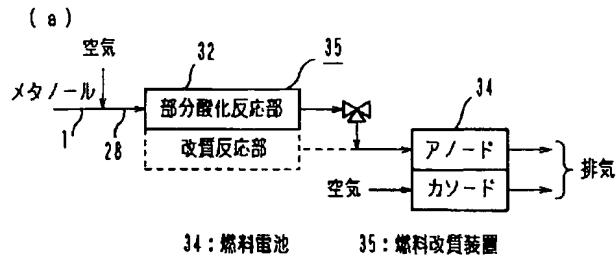 (a)
32
35
空気
メタノール
部分酸化反応部
34
1
28
改質反応部
アノード
空気
カソード
排気
34:燃料電池
35:燃料改質装置